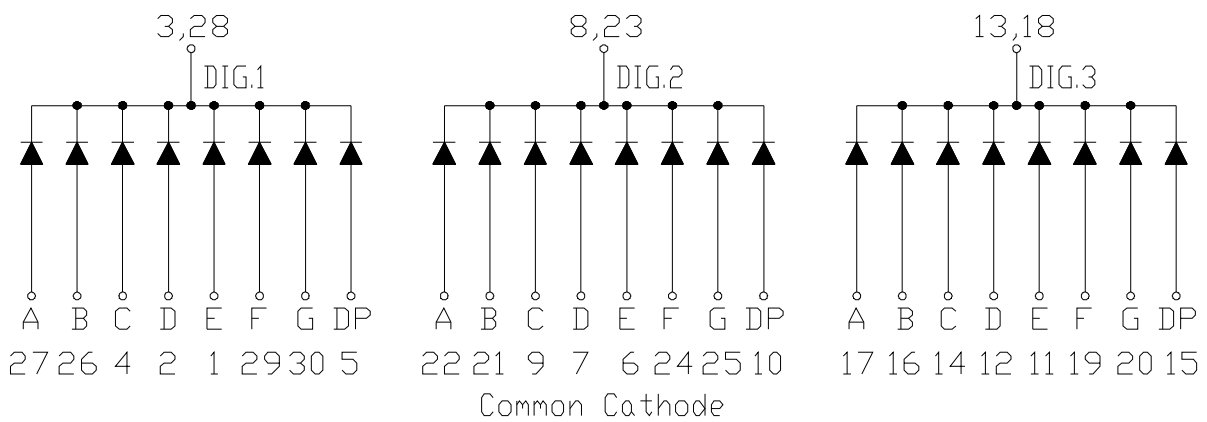 3,28 8,23 13,18
DIG.1 DIG.2 DIG.3
A B C D E F G DP A B C D E F G DP A B C D E F G DP
27 26 4 2 1 29 30 5 22 21 9 7 6 24 25 10 17 16 14 12 11 19 20 15
Common Cathode